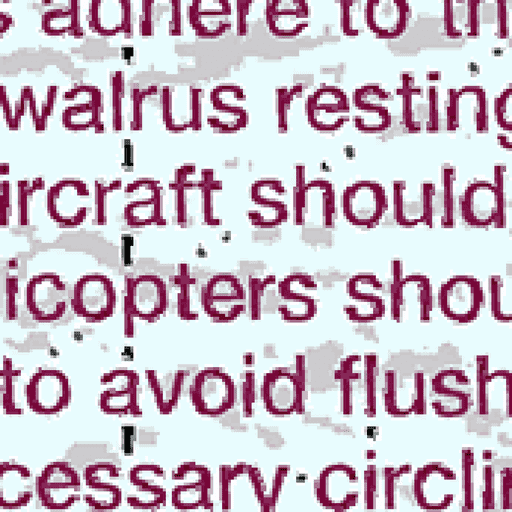 adhere to th
walrus resting
ircraft should
icopters shou
to avoid flush
cessary circlin